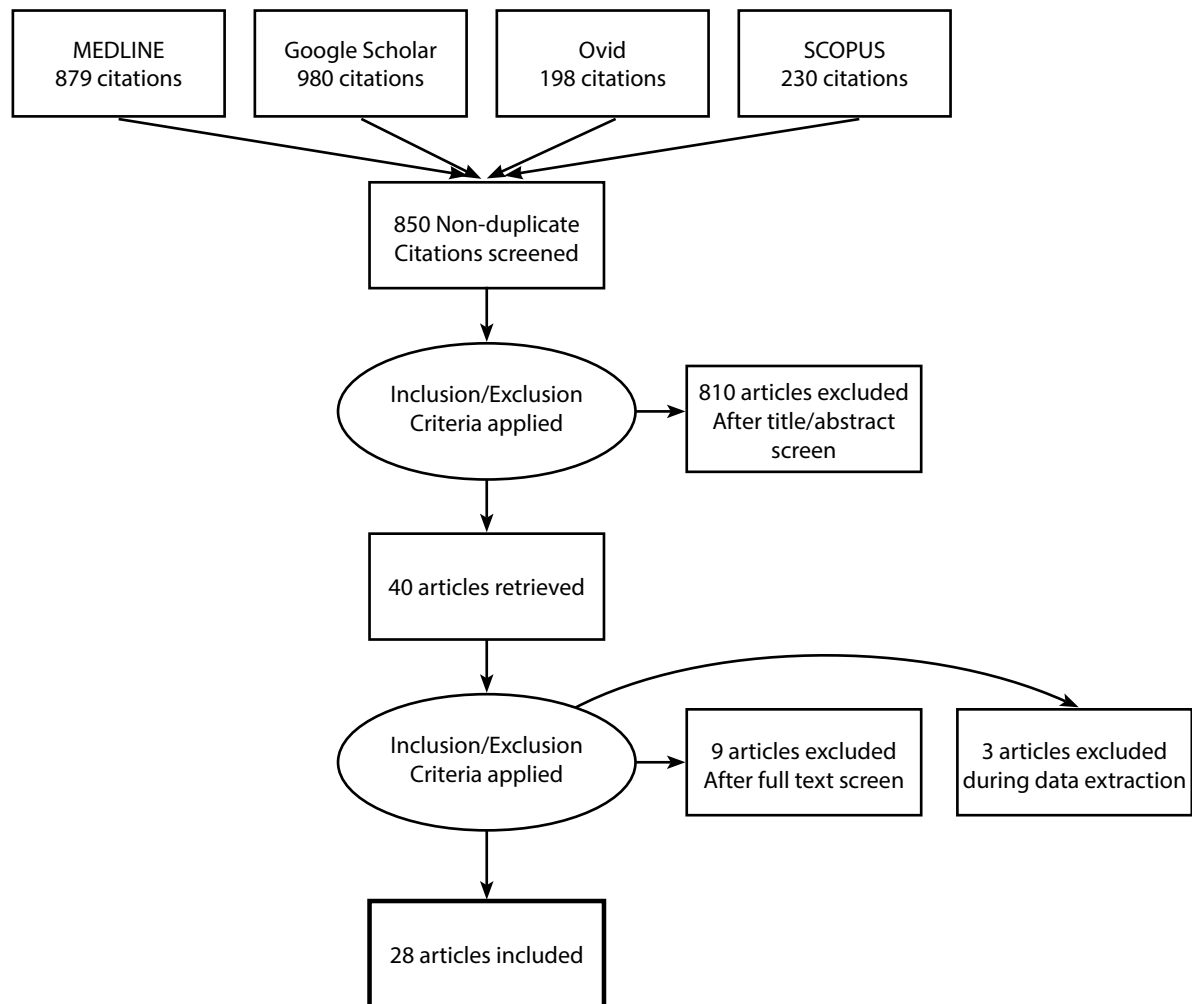 MEDLINE
879 citations
Google Scholar
980 citations
Ovid
198 citations
SCOPUS
230 citations
850 Non-duplicate
Citations screened
Inclusion/Exclusion
Criteria applied
810 articles excluded
After title/abstract
screen
40 articles retrieved
Inclusion/Exclusion
Criteria applied
9 articles excluded
After full text screen
3 articles excluded
during data extraction
28 articles included